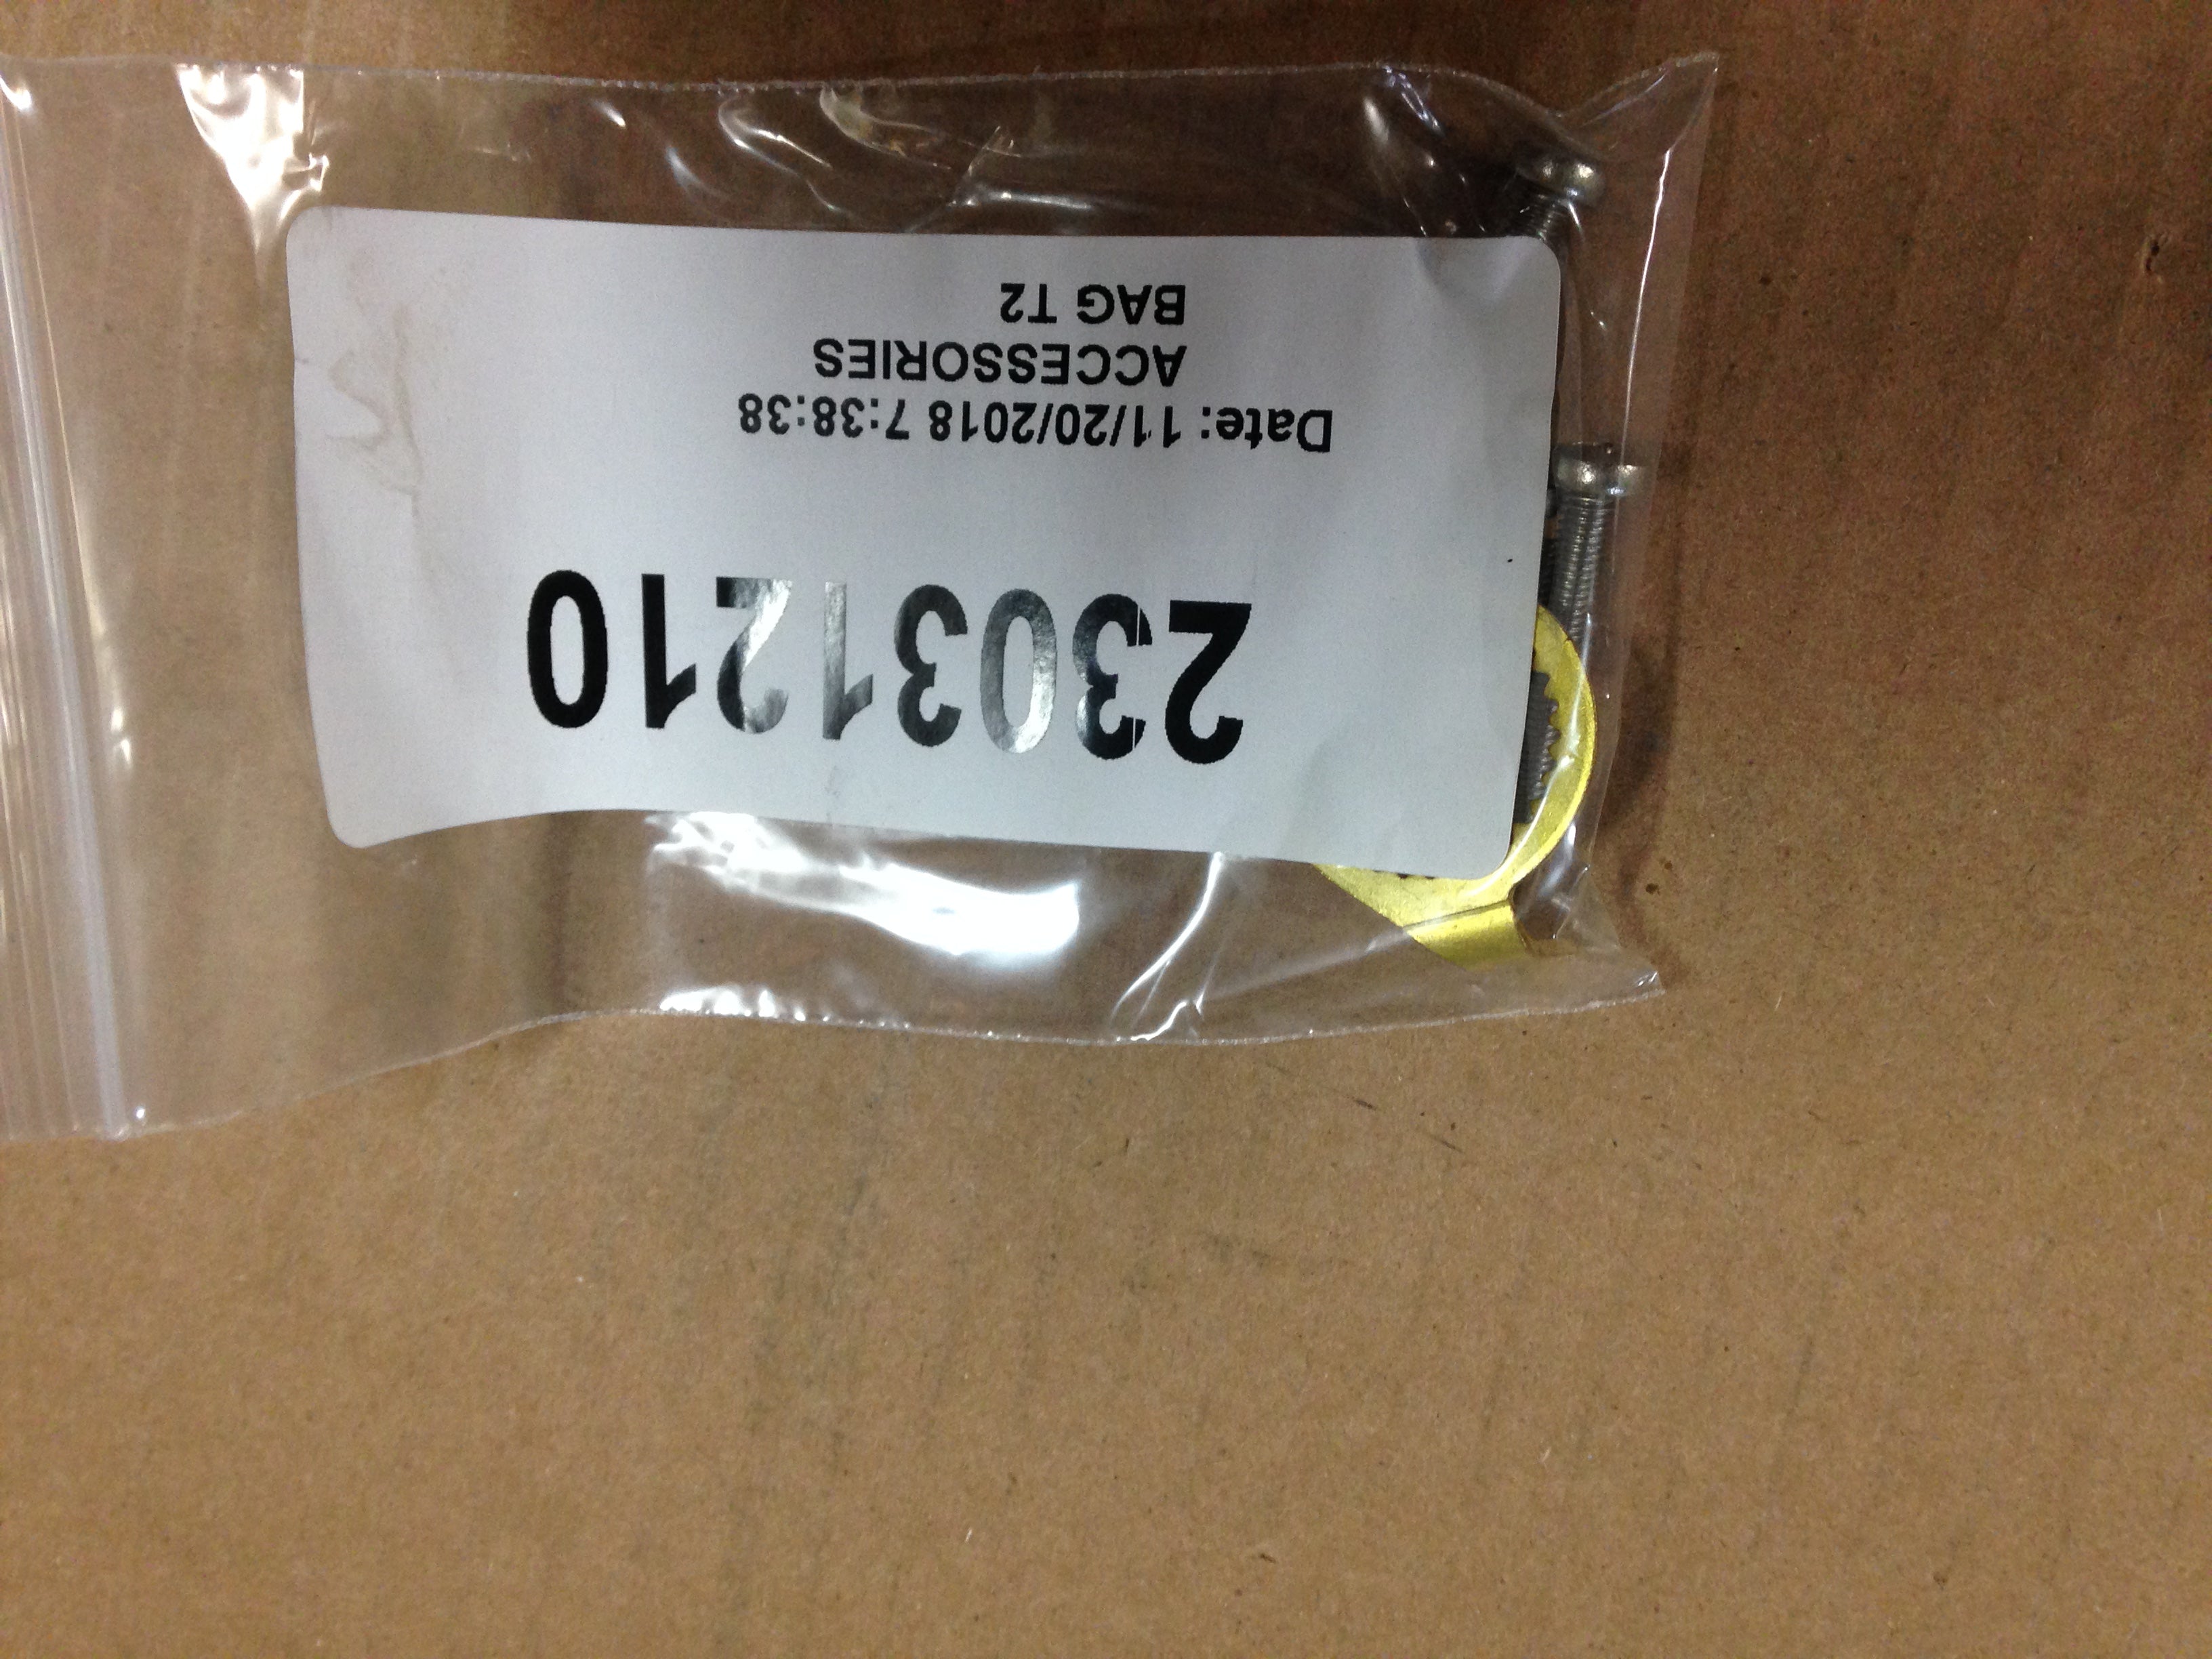 23031210
Date: 11/20/2018 7:38:38
ACCESSORIES
BAG T2